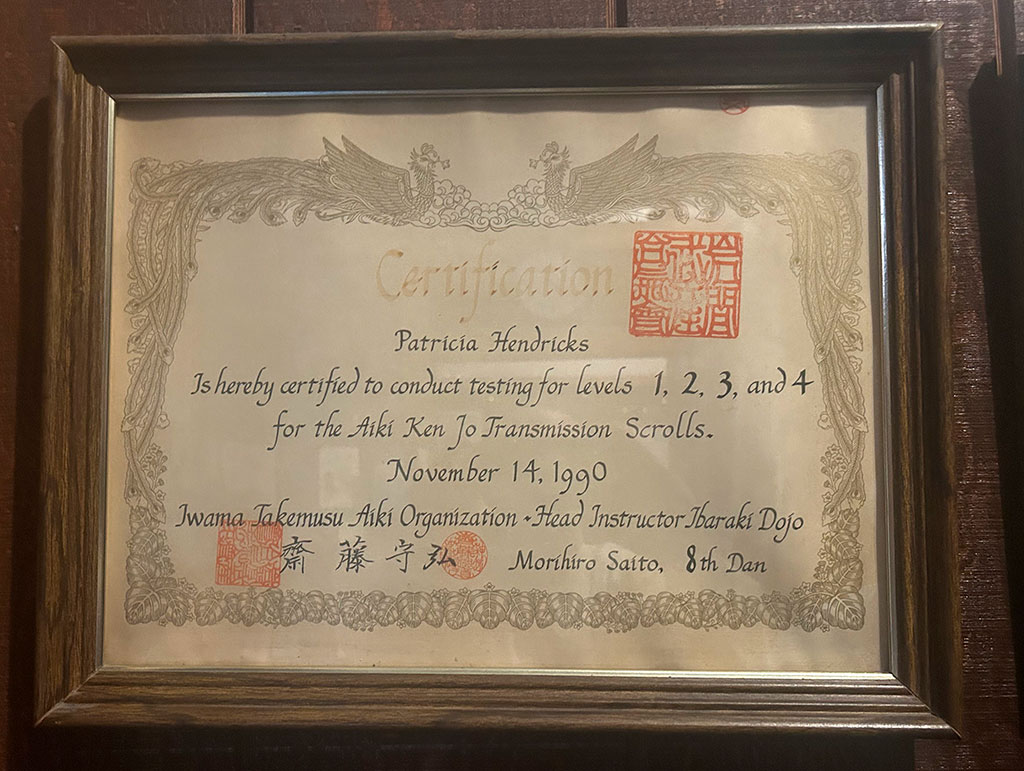 Certification
Patricia Hendricks
Is hereby certified to conduct testing for levels 1, 2, 3, and 4
for the Aiki Ken Jo Transmission Scrolls.
November 14, 1990
Iwama Takemusu Aiki Organization - Head Instructor Ibaraki Dojo
齋藤守弘 Morihiro Saito, 8th Dan